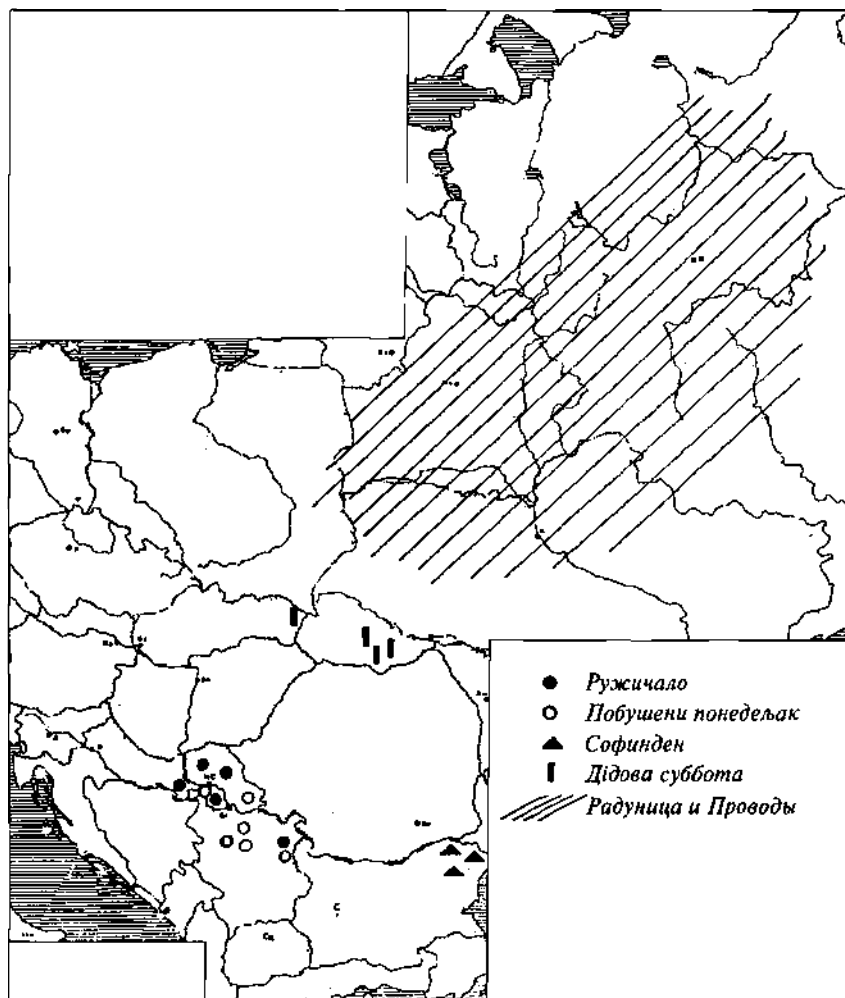 Ружичало
Побушени понедељак
Софинден
Дідова суббота
Радуница и Проводы